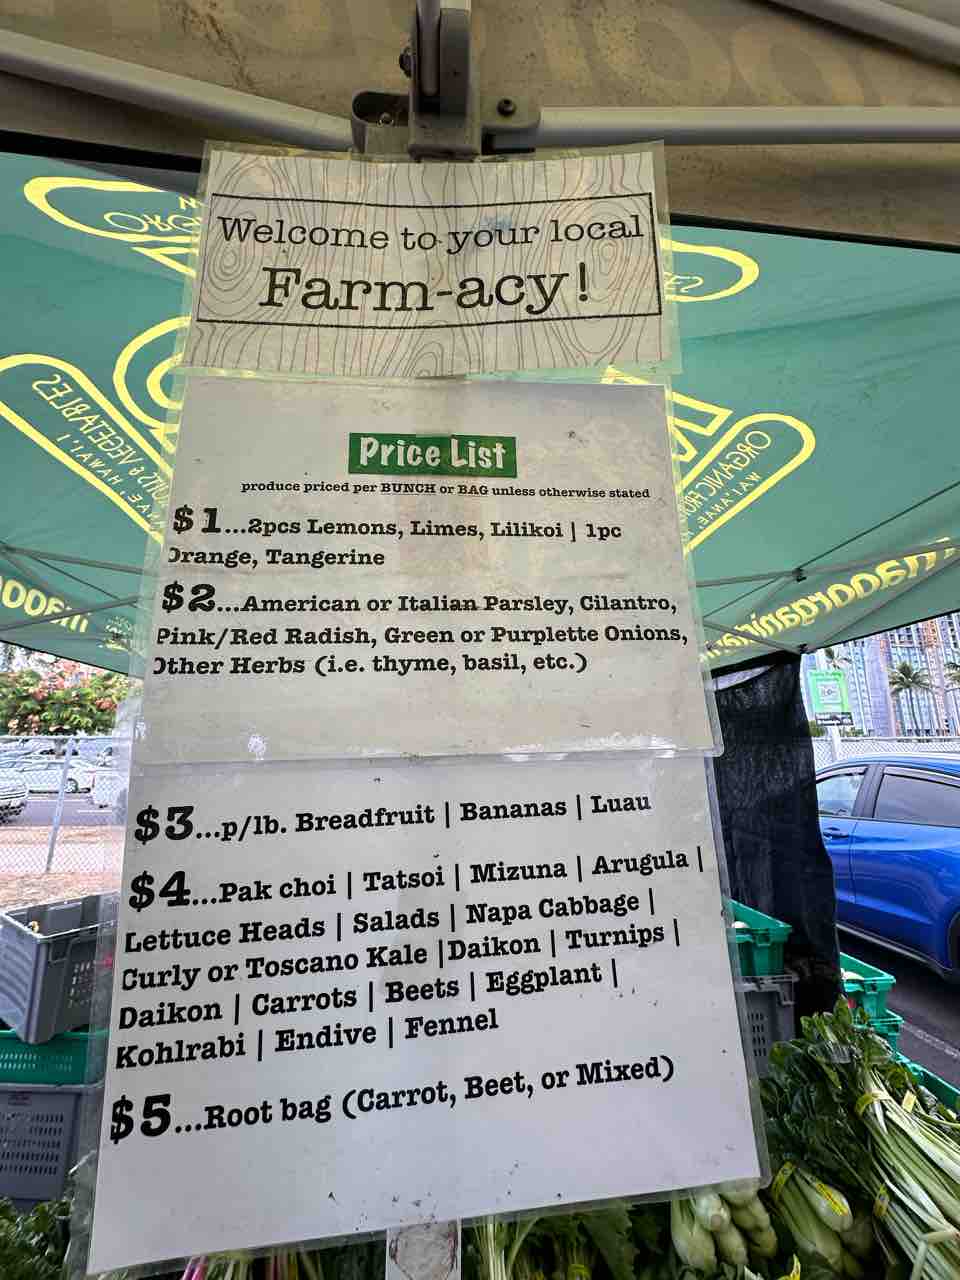 Welcome to your local
Farm-acy!
Price List
produce priced per BUNCH or BAG unless otherwise stated
$1...2pcs Lemons, Limes, Lilikoi | 1pc
Orange, Tangerine
$2...American or Italian Parsley, Cilantro,
Pink/Red Radish, Green or Purplette Onions,
Other Herbs (i.e. thyme, basil, etc.)
$3...p/lb. Breadfruit | Bananas | Luau
$4...Pak choi | Tatsoi | Mizuna | Arugula |
Lettuce Heads | Salads | Napa Cabbage |
Curly or Toscano Kale |Daikon | Turnips |
Daikon | Carrots | Beets | Eggplant |
Kohlrabi | Endive | Fennel
$5...Root bag (Carrot, Beet, or Mixed)
& VEGETABLES
WAI'ANAE, HAWAI'I